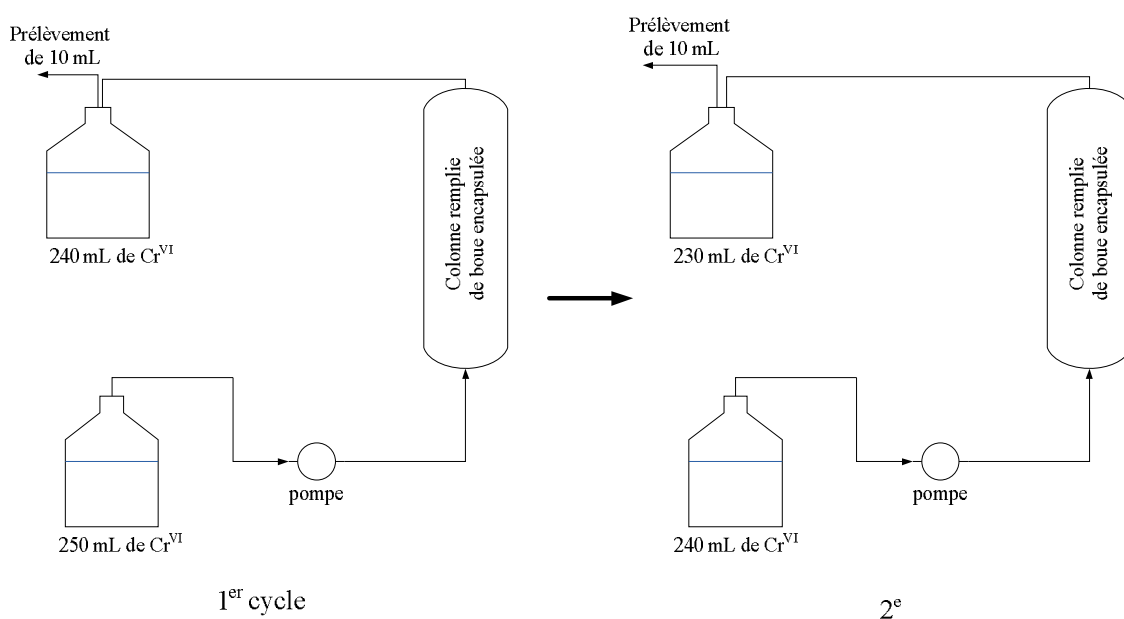 Prélèvement
de 10 mL
240 mL de Cr^VI
Colonne remplie
de boue encapsulée
250 mL de Cr^VI
pompe
1^er cycle
Prélèvement
de 10 mL
230 mL de Cr^VI
Colonne remplie
de boue encapsulée
240 mL de Cr^VI
pompe
2^e